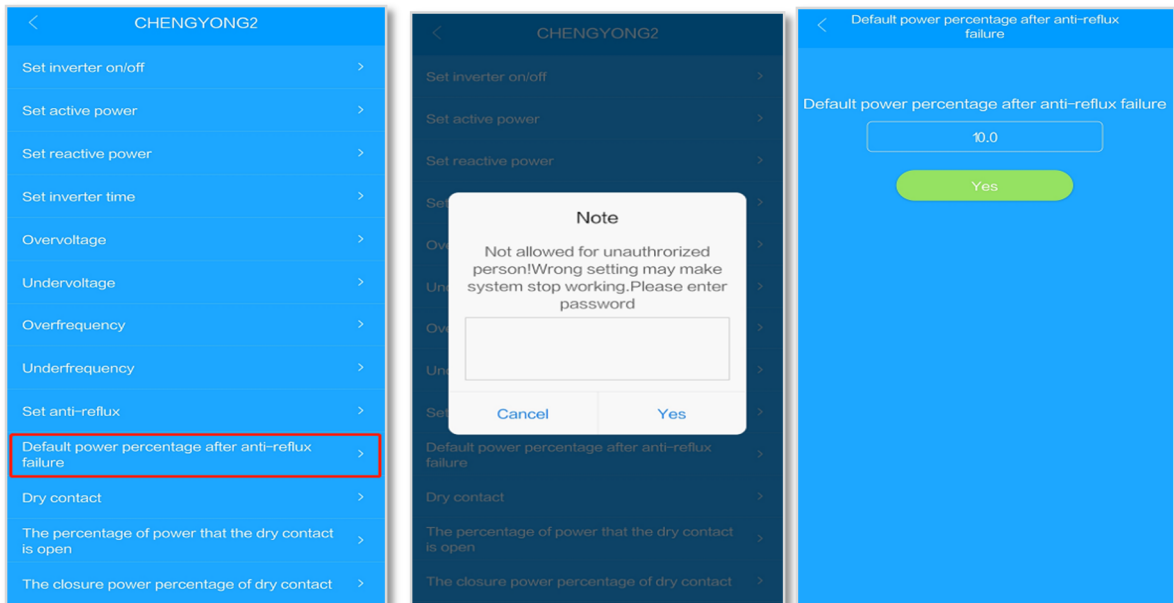 CHENGYONG2
Set inverter on/off
Set active power
Set reactive power
Set inverter time
Overvoltage
Undervoltage
Overfrequency
Underfrequency
Set anti-reflux
Default power percentage after anti-reflux
failure
Dry contact
The percentage of power that the dry contact
is open
The closure power percentage of dry contact
CHENGYONG2
Set inverter on/off
Set active power
Set reactive power
Set
Note
Not allowed for unauthrorized
person!Wrong setting may make
system stop working.Please enter
password
Cancel
Yes
Ove
Und
Ove
Und
Set
Default power percentage after anti-reflux
failure
Dry contact
The percentage of power that the dry contact
is open
The closure power percentage of dry contact
Default power percentage after anti-reflux
failure
Default power percentage after anti-reflux failure
10.0
Yes